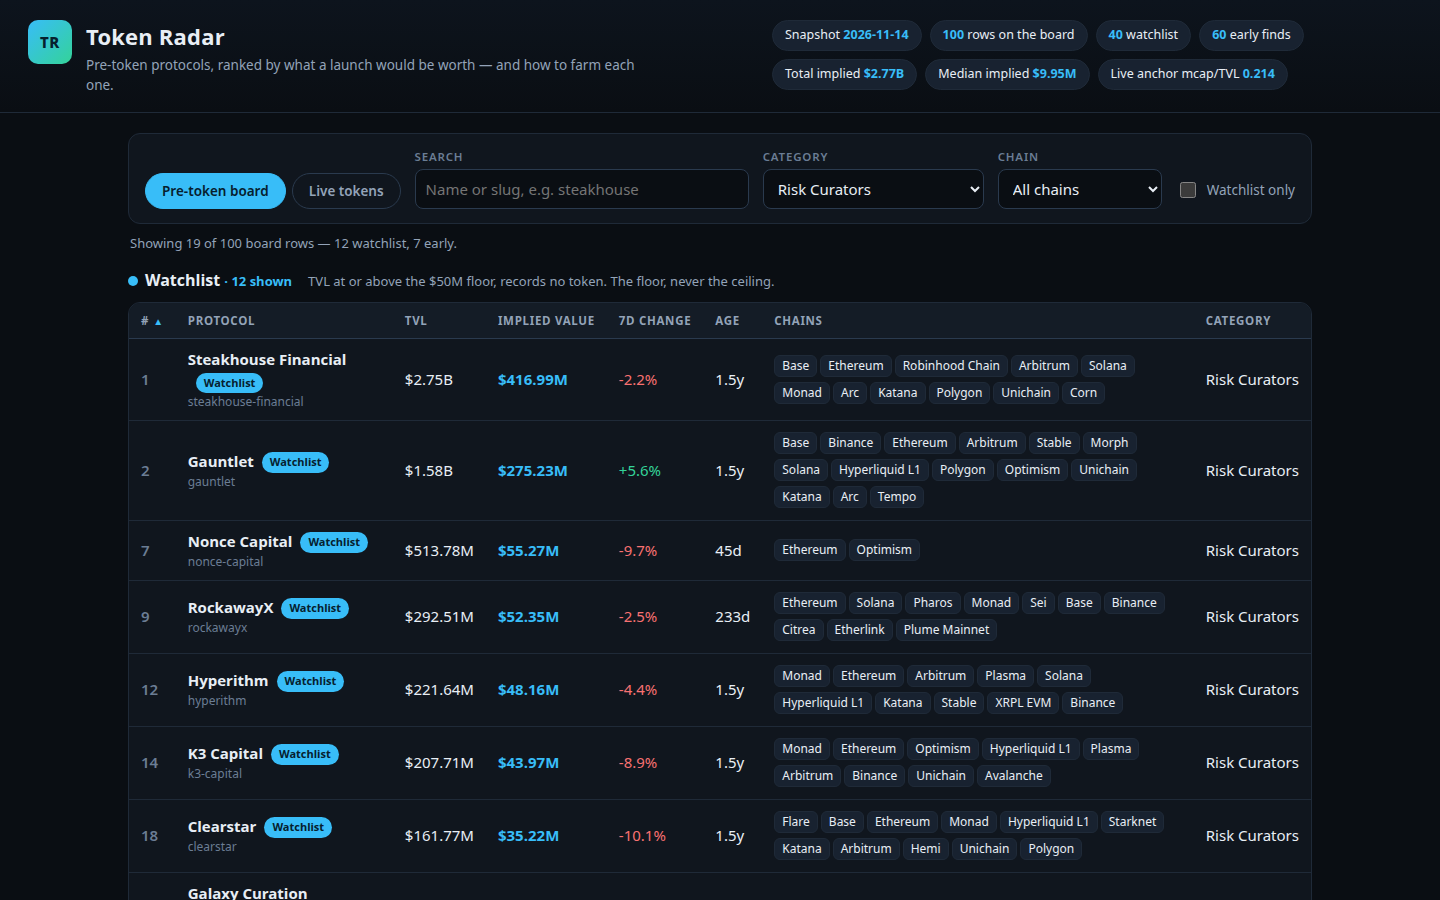 TR
Token Radar
Pre-token protocols, ranked by what a launch would be worth — and how to farm each
one.
Snapshot 2026-11-14
100 rows on the board
40 watchlist
60 early finds
Total implied $2.77B
Median implied $9.95M
Live anchor mcap/TVL 0.214
Pre-token board
Live tokens
SEARCH
Name or slug, e.g. steakhouse
CATEGORY
Risk Curators
CHAIN
All chains
Watchlist only
Showing 19 of 100 board rows — 12 watchlist, 7 early.
Watchlist · 12 shown TVL at or above the $50M floor, records no token. The floor, never the ceiling.
# ▲ PROTOCOL TVL IMPLIED VALUE 7D CHANGE AGE CHAINS CATEGORY
1 Steakhouse Financial Watchlist steakhouse-financial $2.75B $416.99M -2.2% 1.5y Base Ethereum Robinhood Chain Arbitrum Solana
Monad Arc Katana Polygon Unichain Corn Risk Curators
2 Gauntlet Watchlist gauntlet $1.58B $275.23M +5.6% 1.5y Base Binance Ethereum Arbitrum Stable Morph
Solana Hyperliquid L1 Polygon Optimism Unichain
Katana Arc Tempo Risk Curators
7 Nonce Capital Watchlist nonce-capital $513.78M $55.27M -9.7% 45d Ethereum Optimism Risk Curators
9 RockawayX Watchlist rockawayx $292.51M $52.35M -2.5% 233d Ethereum Solana Pharos Monad Sei Base Binance
Citrea Etherlink Plume Mainnet Risk Curators
12 Hyperithm Watchlist hyperithm $221.64M $48.16M -4.4% 1.5y Monad Ethereum Arbitrum Plasma Solana
Hyperliquid L1 Katana Stable XRPL EVM Binance Risk Curators
14 K3 Capital Watchlist k3-capital $207.71M $43.97M -8.9% 1.5y Monad Ethereum Optimism Hyperliquid L1 Plasma
Arbitrum Binance Unichain Avalanche Risk Curators
18 Clearstar Watchlist clearstar $161.77M $35.22M -10.1% 1.5y Flare Base Ethereum Monad Hyperliquid L1 Starknet
Katana Arbitrum Hemi Unichain Polygon Risk Curators
Galaxy Curation